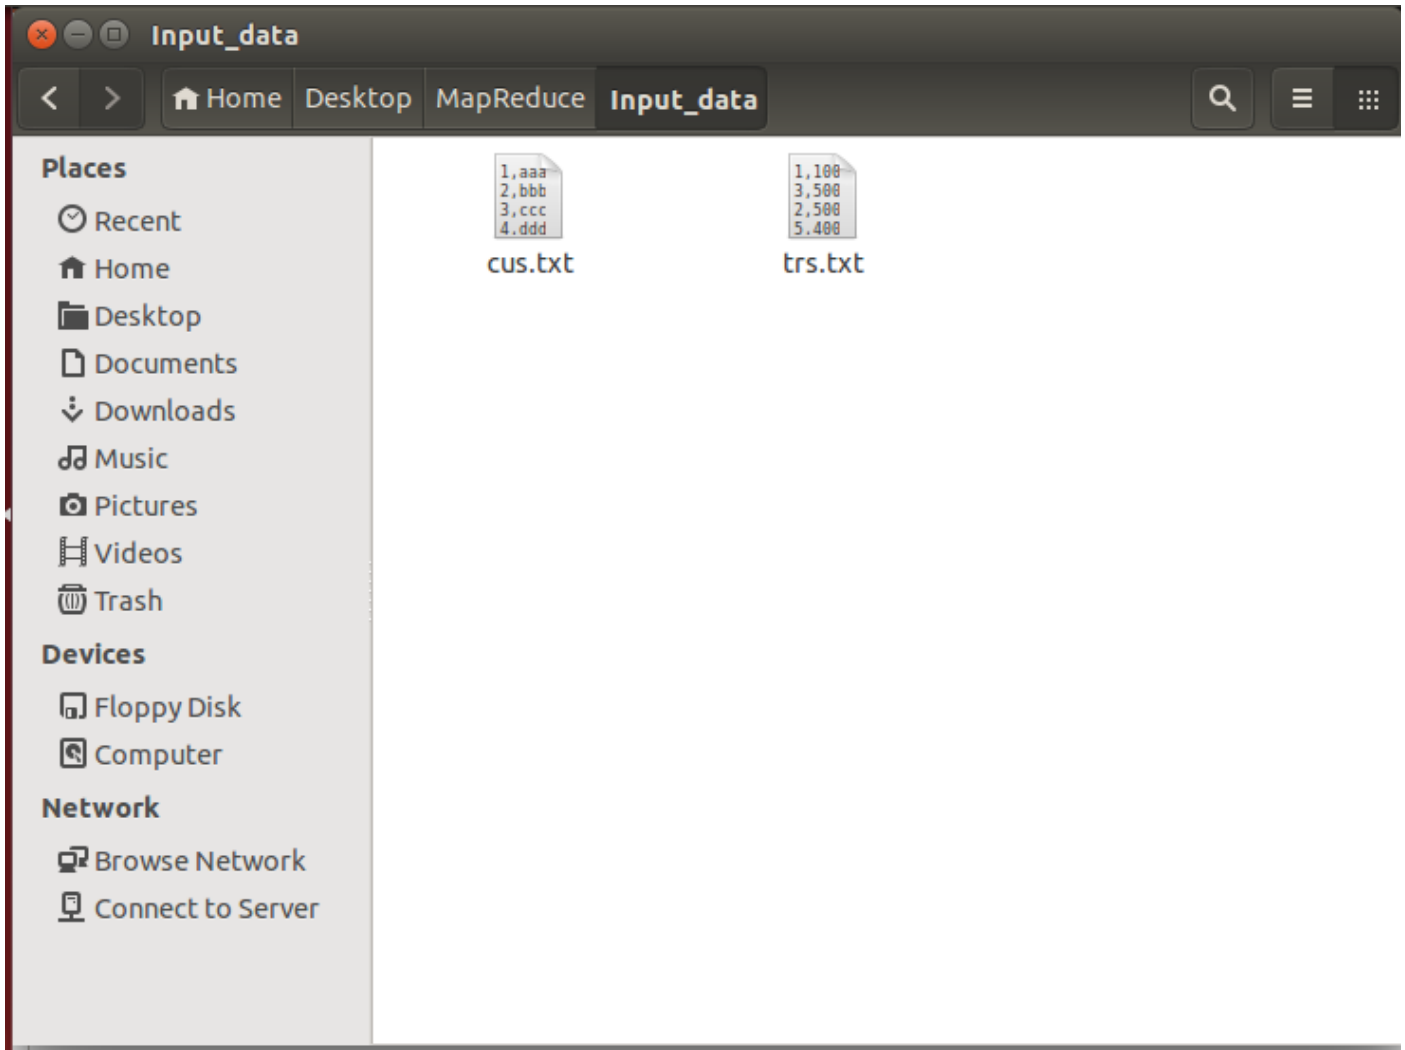 Input_data
Home Desktop MapReduce Input_data
Places
Recent
Home
Desktop
Documents
Downloads
Music
Pictures
Videos
Trash
Devices
Floppy Disk
Computer
Network
Browse Network
Connect to Server
1,aaa
2,bbb
3,ccc
4.ddd
cus.txt
1,100
3,500
2,500
5.400
trs.txt